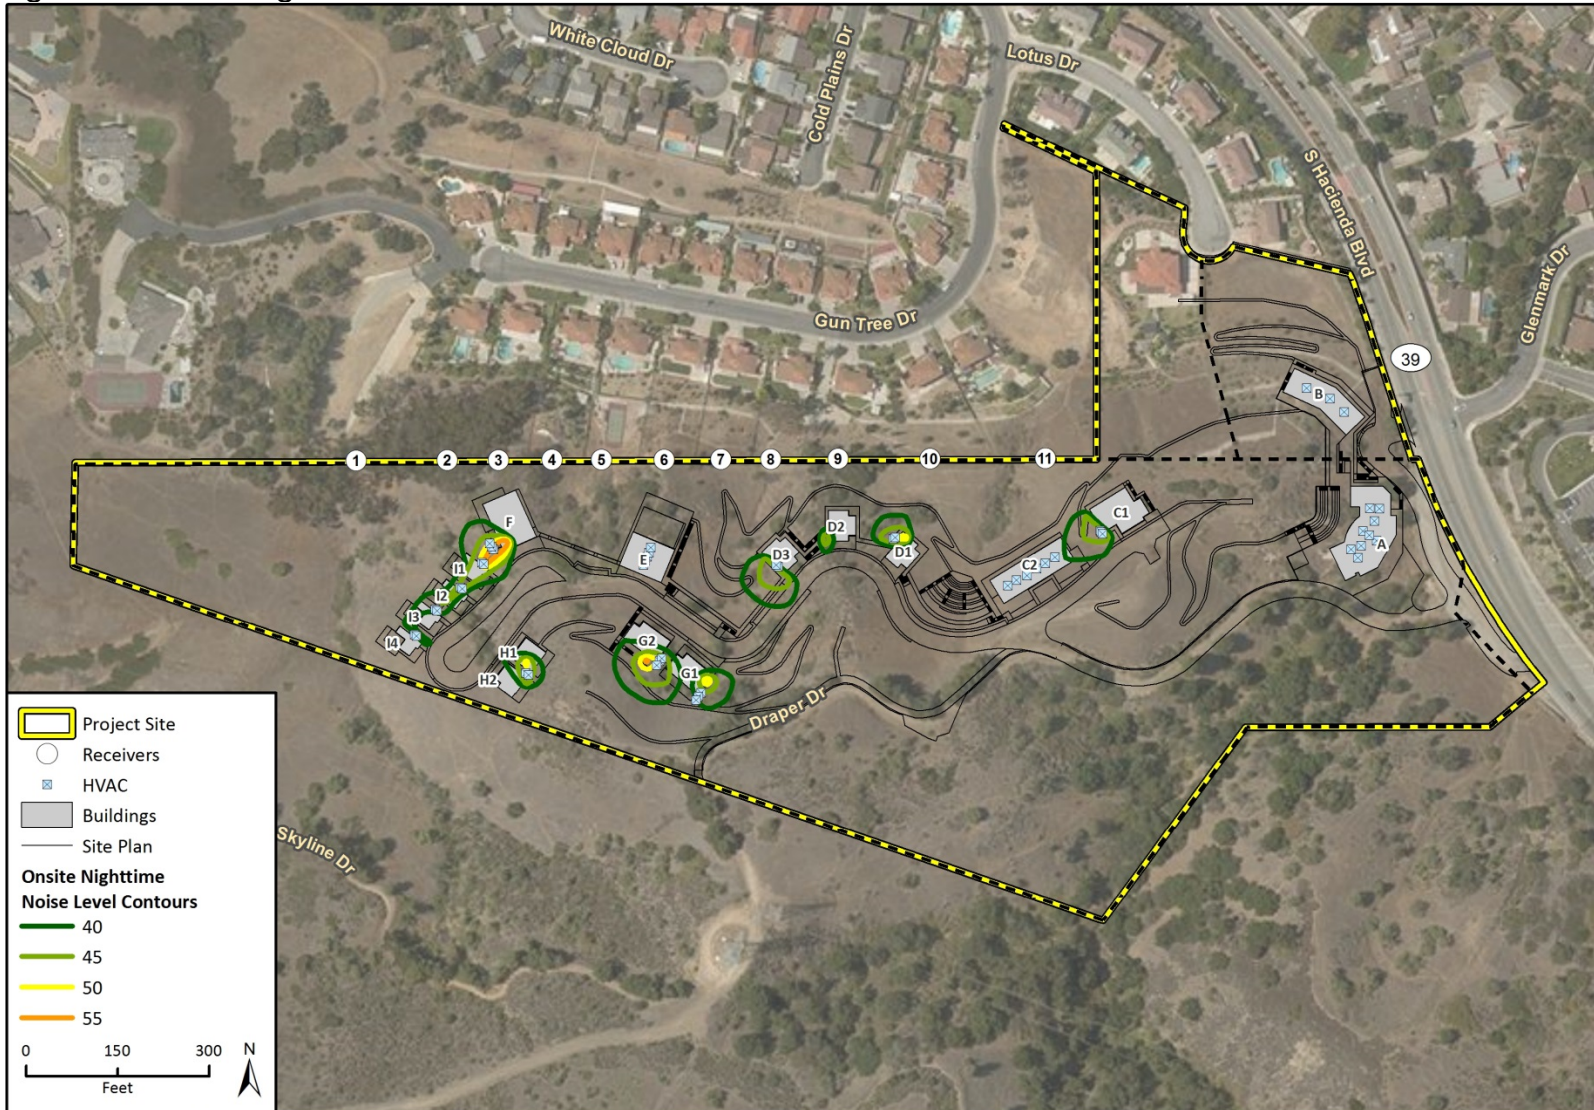 White Cloud Dr
Cold Plains Dr
Lotus Dr
S Hacienda Blvd
Glenmark Dr
Gun Tree Dr
39
B
1
2
3
4
5
6
7
8
9
10
11
F
E
D3
D2
D1
C1
C2
A
I1
I2
I3
I4
H1
H2
G2
G1
Draper Dr
Skyline Dr
Project Site
Receivers
HVAC
Buildings
Site Plan
Onsite Nighttime
Noise Level Contours
40
45
50
55
0 150 300
Feet
N